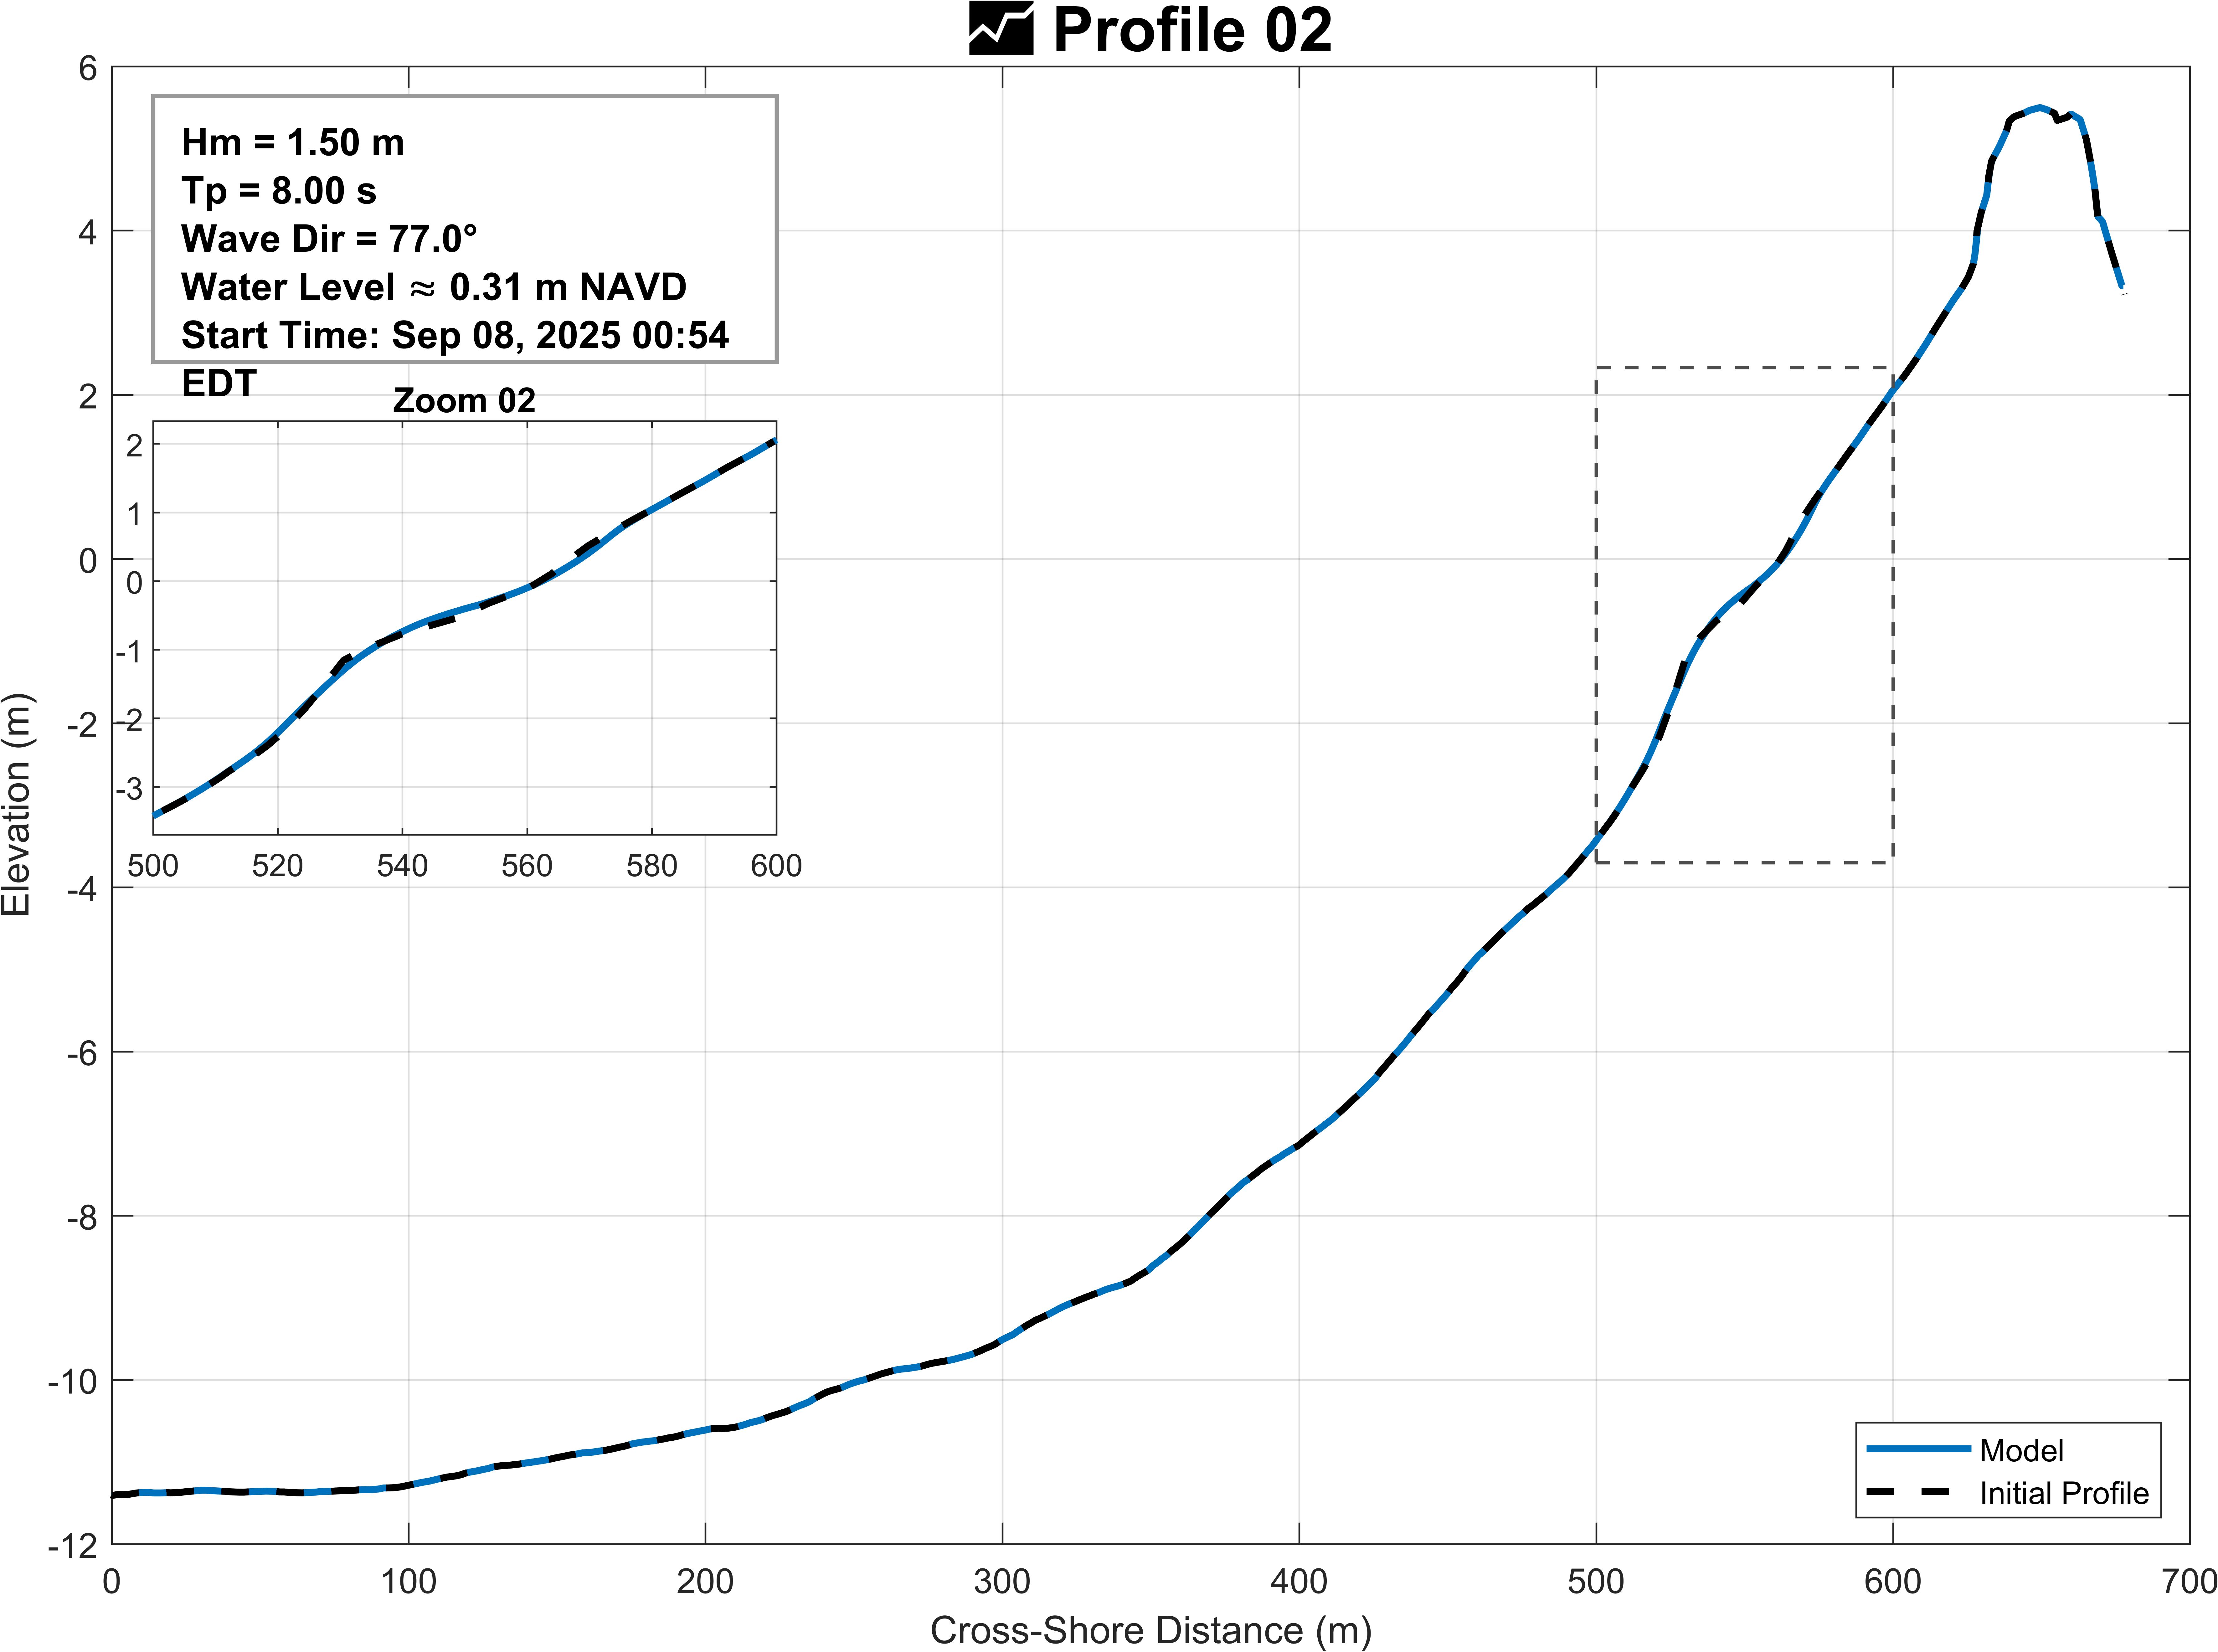 Profile 02
6
4
2
0
-2
-4
-6
-8
-10
-12
Elevation (m)
Hm = 1.50 m
Tp = 8.00 s
Wave Dir = 77.0°
Water Level ≈ 0.31 m NAVD
Start Time: Sep 08, 2025 00:54
EDT
Zoom 02
2
1
0
-1
-2
-3
500 520 540 560 580 600
Model
Initial Profile
0 100 200 300 400 500 600 700
Cross-Shore Distance (m)